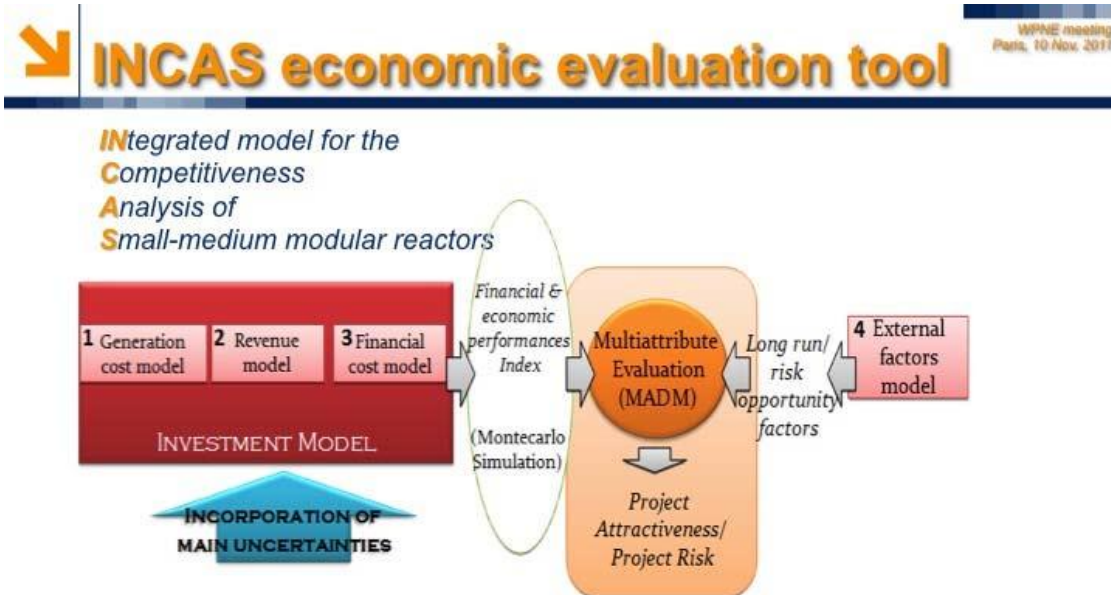 WPNE meeting
Paris, 10 Nov. 2011
INCAS economic evaluation tool
INtegrated model for the
Competitiveness
Analysis of
Small-medium modular reactors
1 Generation
cost model
2 Revenue
model
3 Financial
cost model
INVESTMENT MODEL
INCORPORATION OF
MAIN UNCERTAINTIES
Financial &
economic
performances
Index
(Montecarlo
Simulation)
Multiattribute
Evaluation
(MADM)
Project
Attractiveness/
Project Risk
Long run/
risk
opportunity
factors
4 External
factors
model